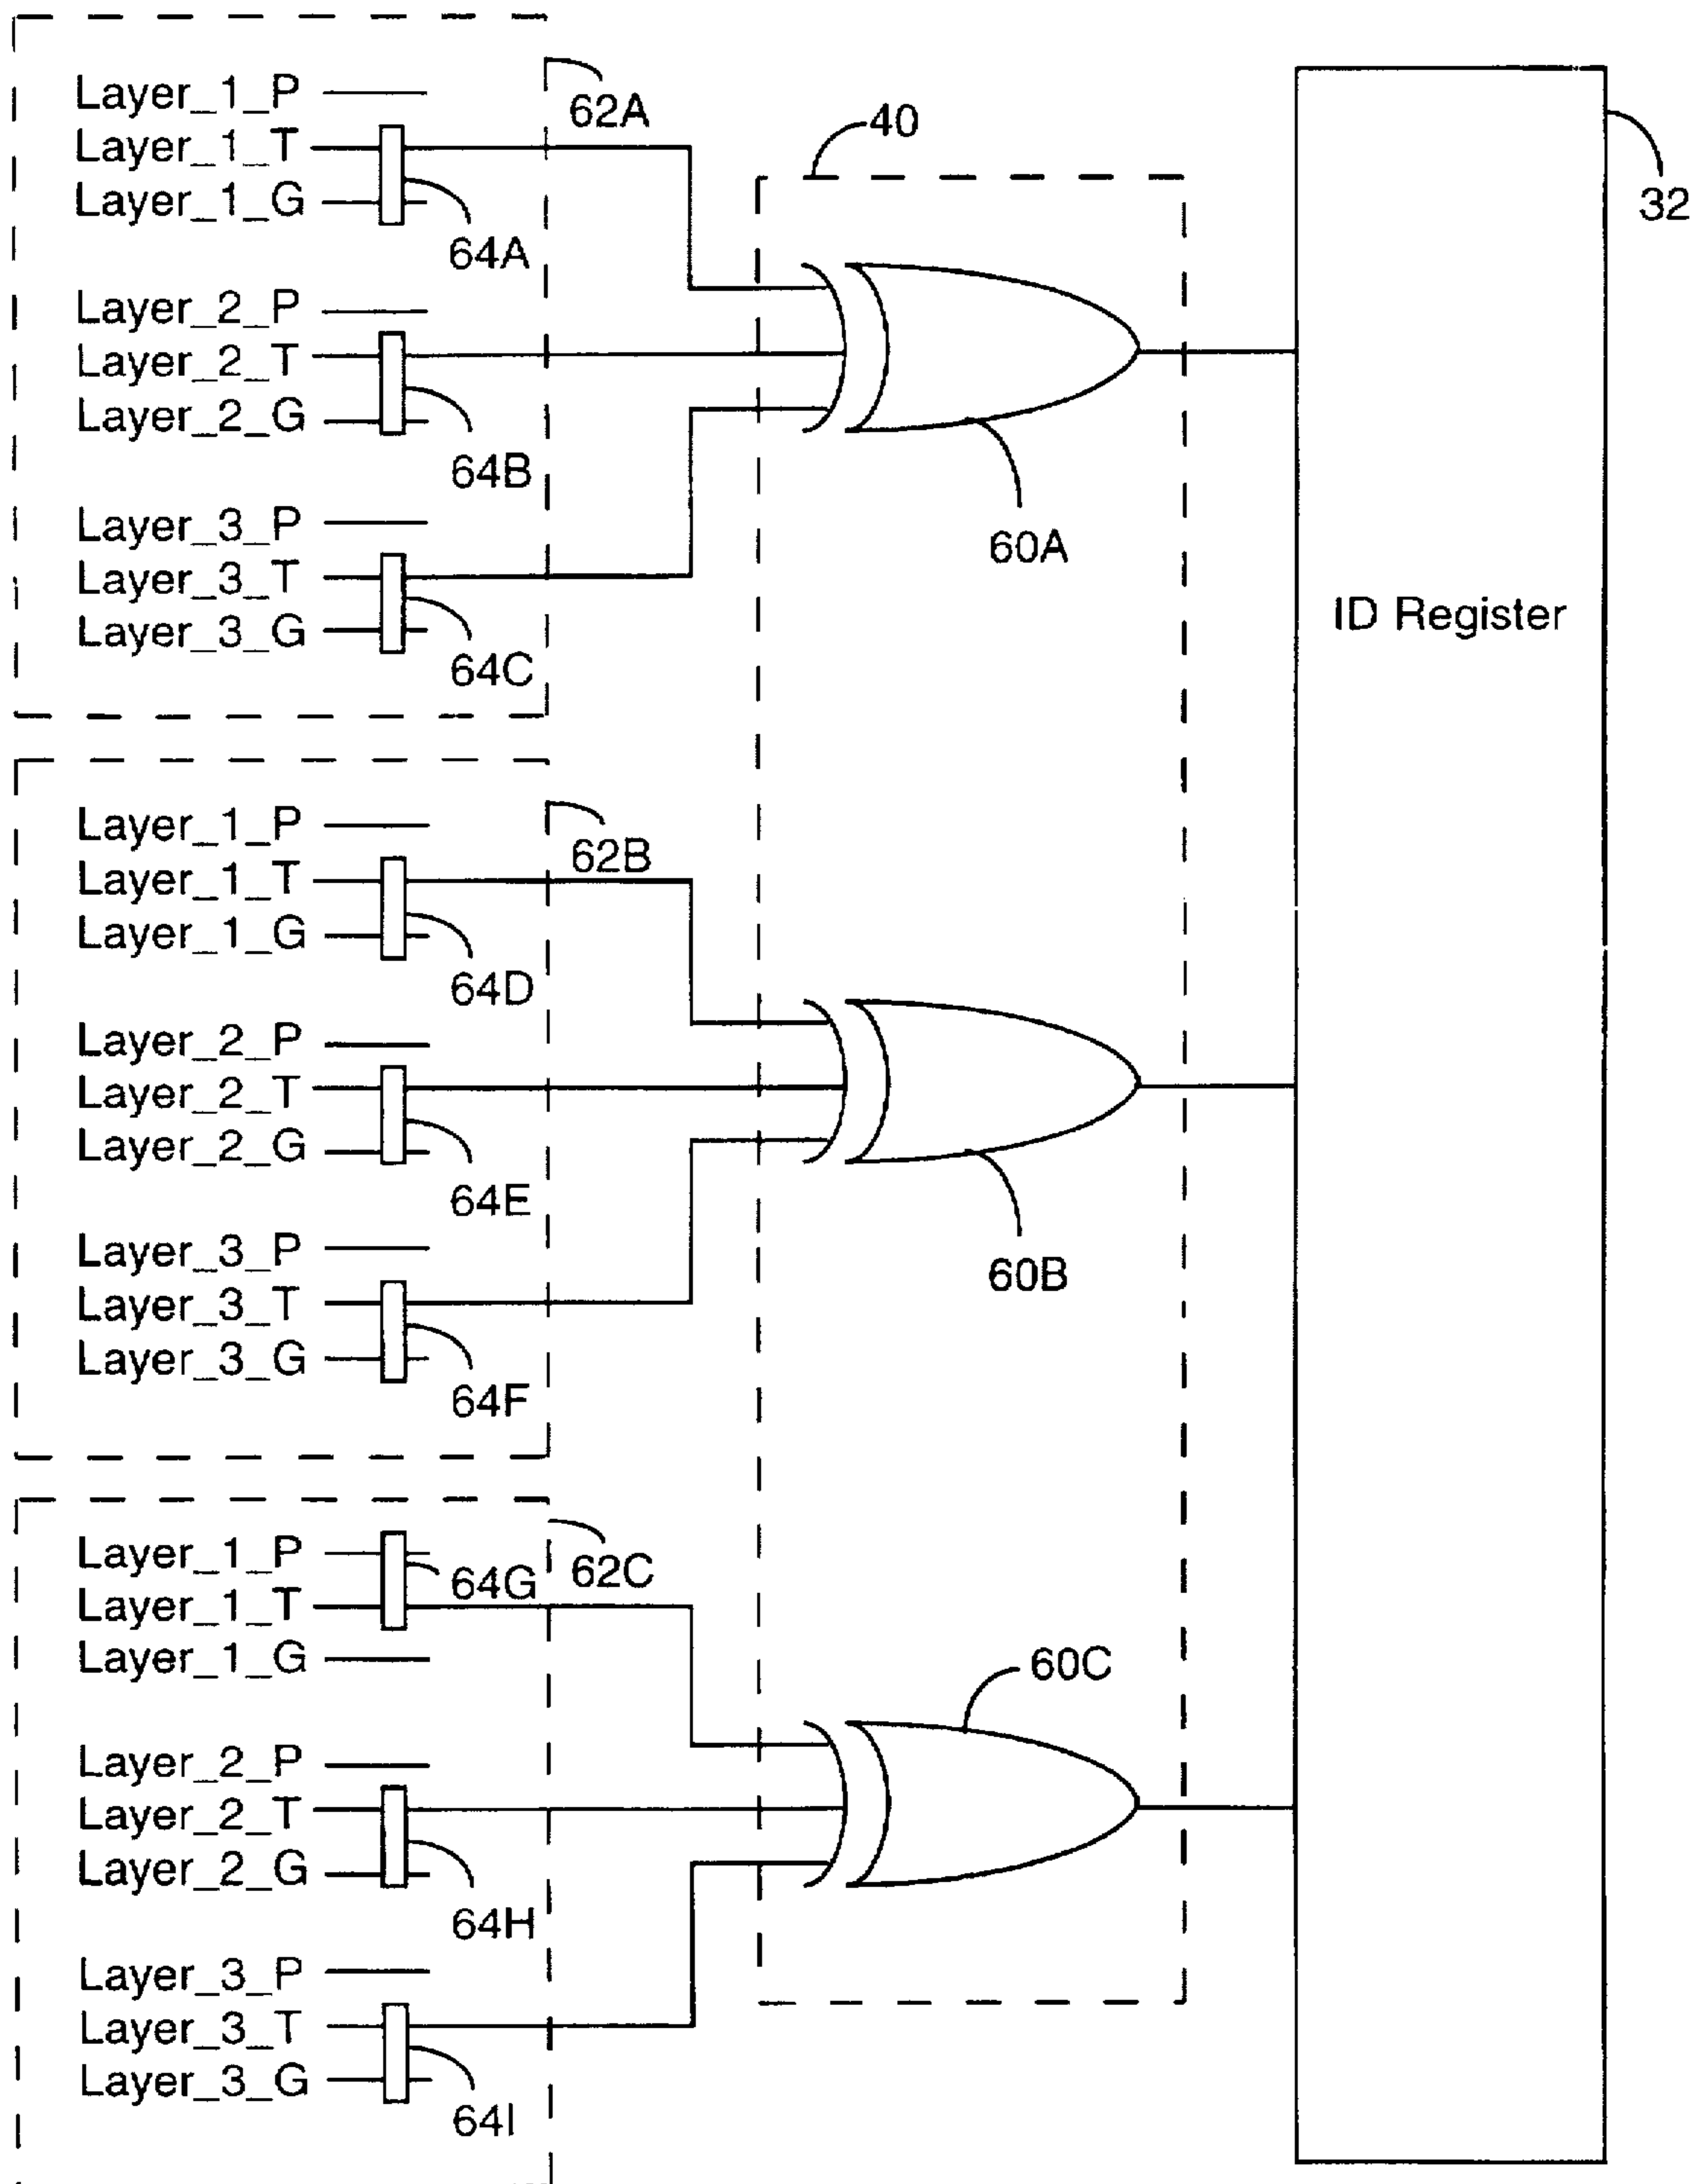 Layer_1_P
Layer_1_T
Layer_1_G
62A
64A
Layer_2_P
Layer_2_T
Layer_2_G
64B
Layer_3_P
Layer_3_T
Layer_3_G
64C
40
60A
32
ID Register
Layer_1_P
Layer_1_T
Layer_1_G
62B
64D
Layer_2_P
Layer_2_T
Layer_2_G
64E
Layer_3_P
Layer_3_T
Layer_3_G
64F
60B
Layer_1_P
Layer_1_T
Layer_1_G
64G
62C
Layer_2_P
Layer_2_T
Layer_2_G
64H
Layer_3_P
Layer_3_T
Layer_3_G
64I
60C